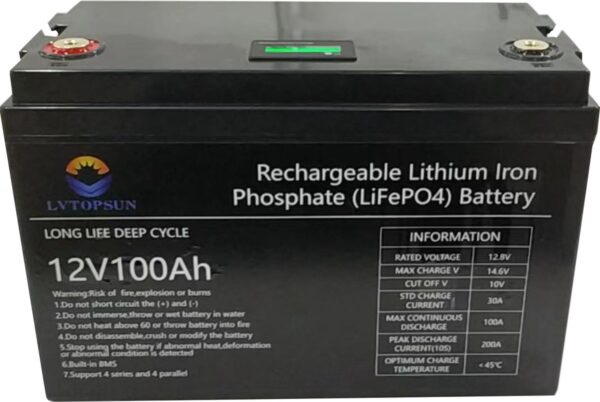 Rechargeable Lithium Iron
Phosphate (LiFePO4) Battery
LVTOPSUN
LONG LIFE DEEP CYCLE
12V100Ah
Warning:Risk of fire,explosion or burns
1.Do not short circuit the (+) and (-)
2.Do not immerse,throw or wet battery in water
3.Do not heat above 60 or throw battery into fire
4.Do not disassemble,crush or modify the battery
5.Stop using the battery if abnormal heat,deformation
or abnormal condition is detected
6.Built-in BMS
7.Support 4 series and 4 parallel
INFORMATION
RATED VOLTAGE 12.8V
MAX CHARGE V 14.6V
CUT OFF V 10V
STD CHARGE
CURRENT 30A
MAX CONTINUOUS
DISCHARGE 100A
PEAK DISCHARGE
CURRENT(10S) 200A
OPTIMUM CHARGE
TEMPERATURE <45℃